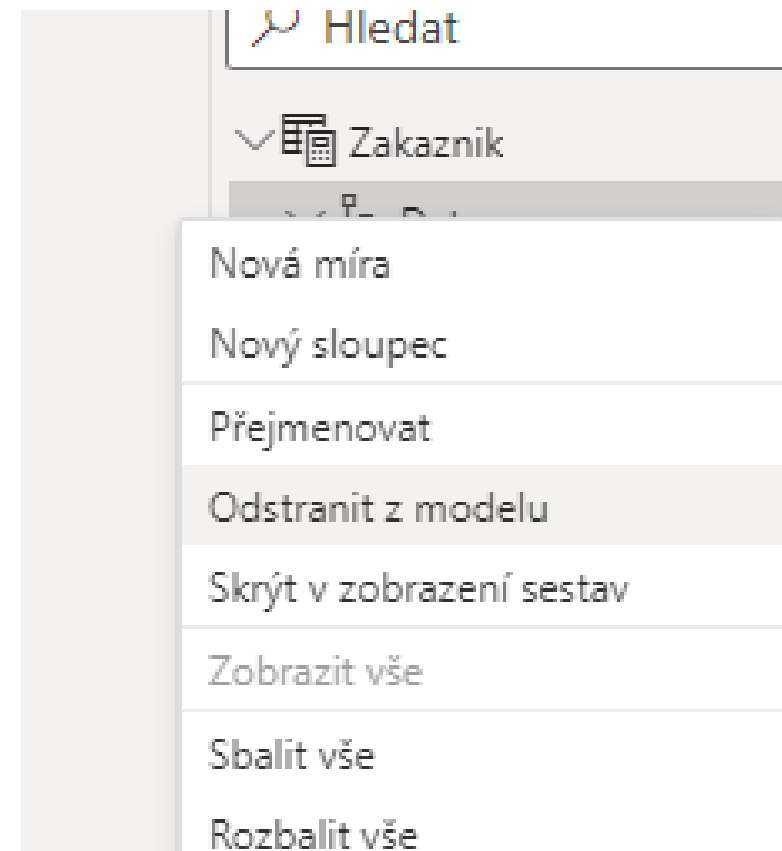 Hledat
Zakaznik
Nová míra
Nový sloupec
Přejmenovat
Odstranit z modelu
Skrýt v zobrazení sestav
Zobrazit vše
Sbalit vše
Rozbalit vše